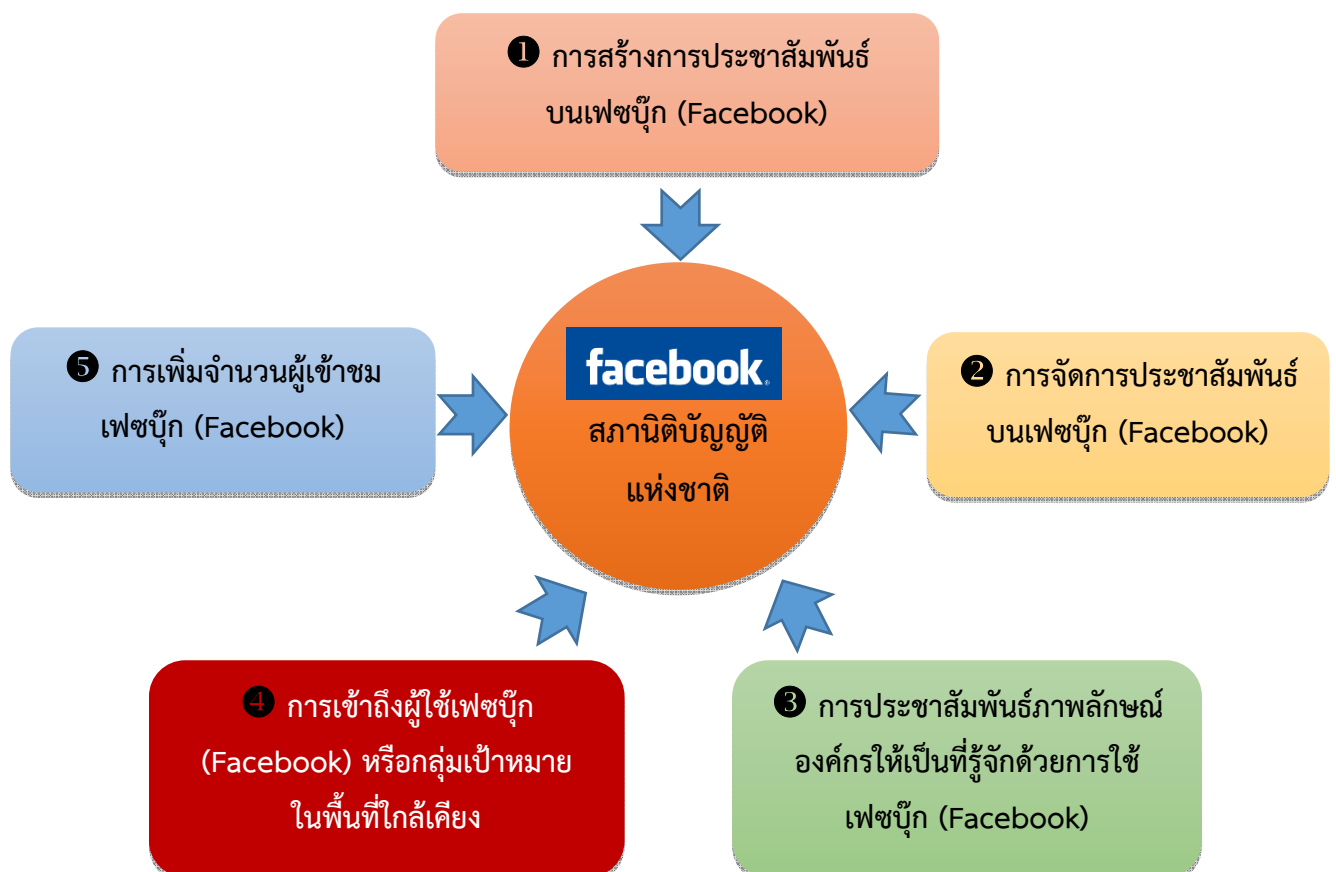 ❶ การสร้างการประชาสัมพันธ์
บนเฟซบุ๊ก (Facebook)
facebook®
สภานิติบัญญัติ
แห่งชาติ
❷ การจัดการประชาสัมพันธ์
บนเฟซบุ๊ก (Facebook)
❸ การประชาสัมพันธ์ภาพลักษณ์
องค์กรให้เป็นที่รู้จักด้วยการใช้
เฟซบุ๊ก (Facebook)
❹ การเข้าถึงผู้ใช้เฟซบุ๊ก
(Facebook) หรือกลุ่มเป้าหมาย
ในพื้นที่ใกล้เคียง
❺ การเพิ่มจำนวนผู้เข้าชม
เฟซบุ๊ก (Facebook)